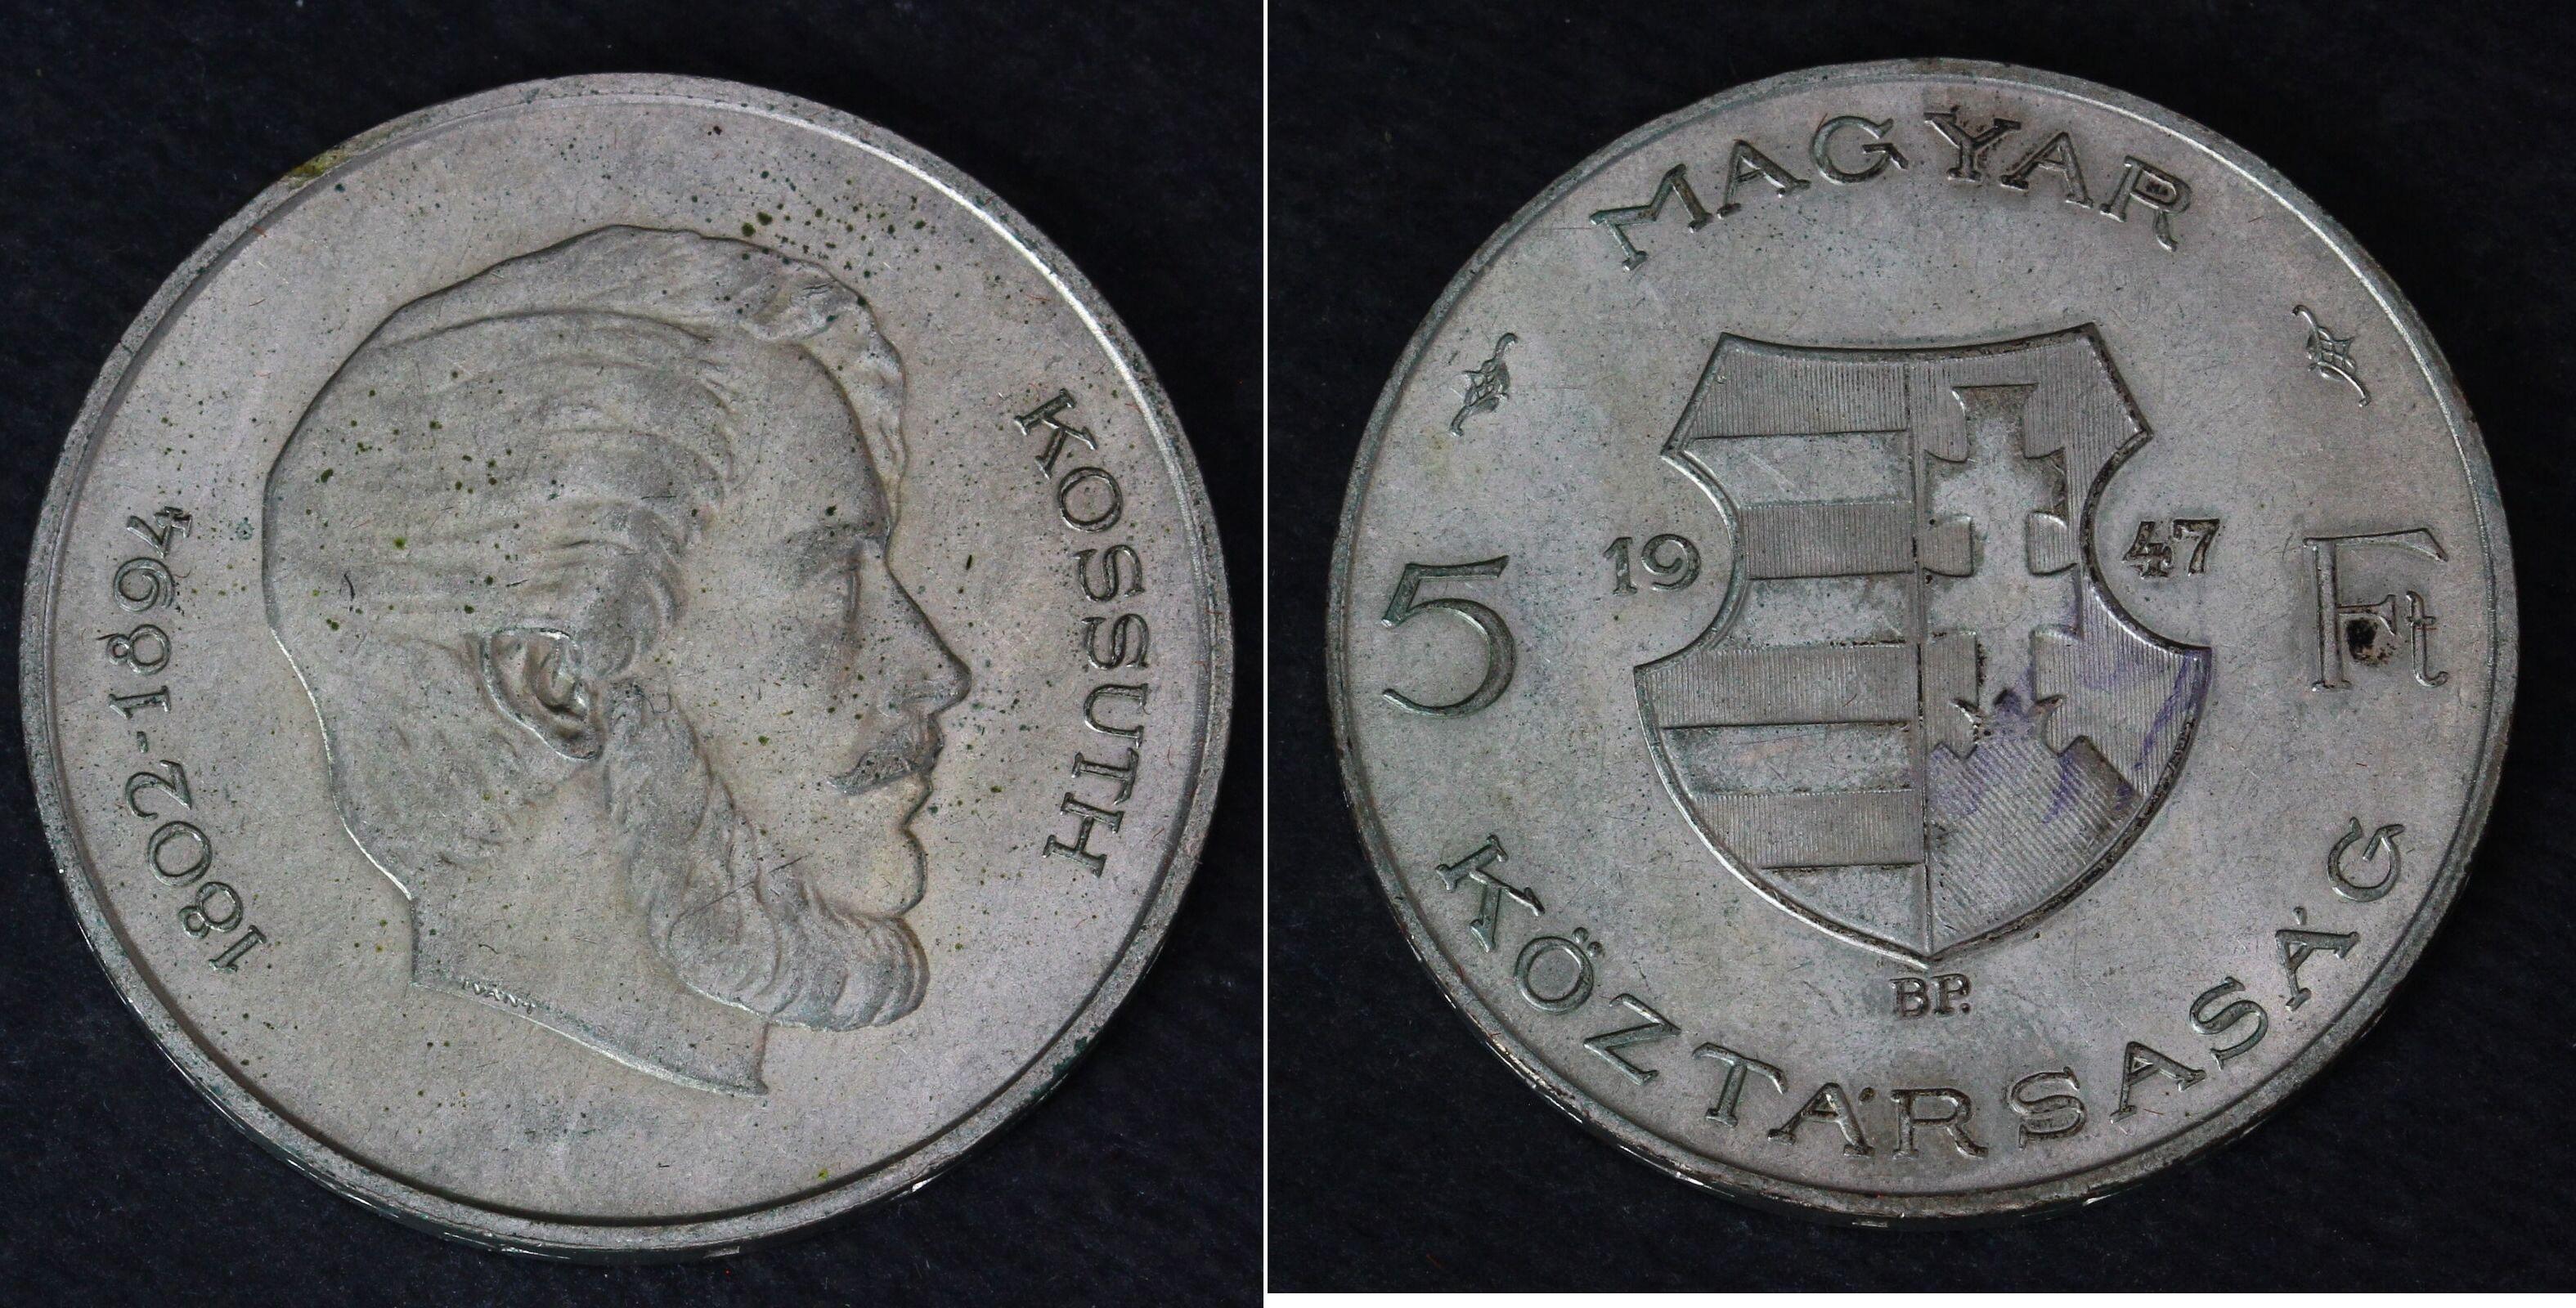 1802-1894
KOSSUTH
IVÁNYI
MAGYAR
19 47
5 Ft
BP.
KÖZTÁRSASÁG